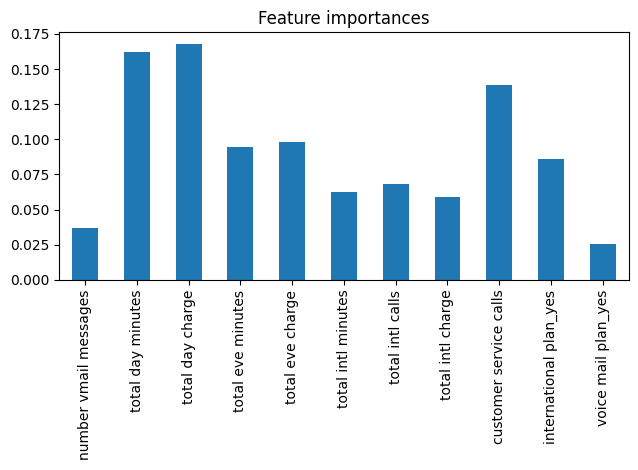 Feature importances
0.175
0.150
0.125
0.100
0.075
0.050
0.025
0.000
number vmail messages
total day minutes
total day charge
total eve minutes
total eve charge
total intl minutes
total intl calls
total intl charge
customer service calls
international plan_yes
voice mail plan_yes